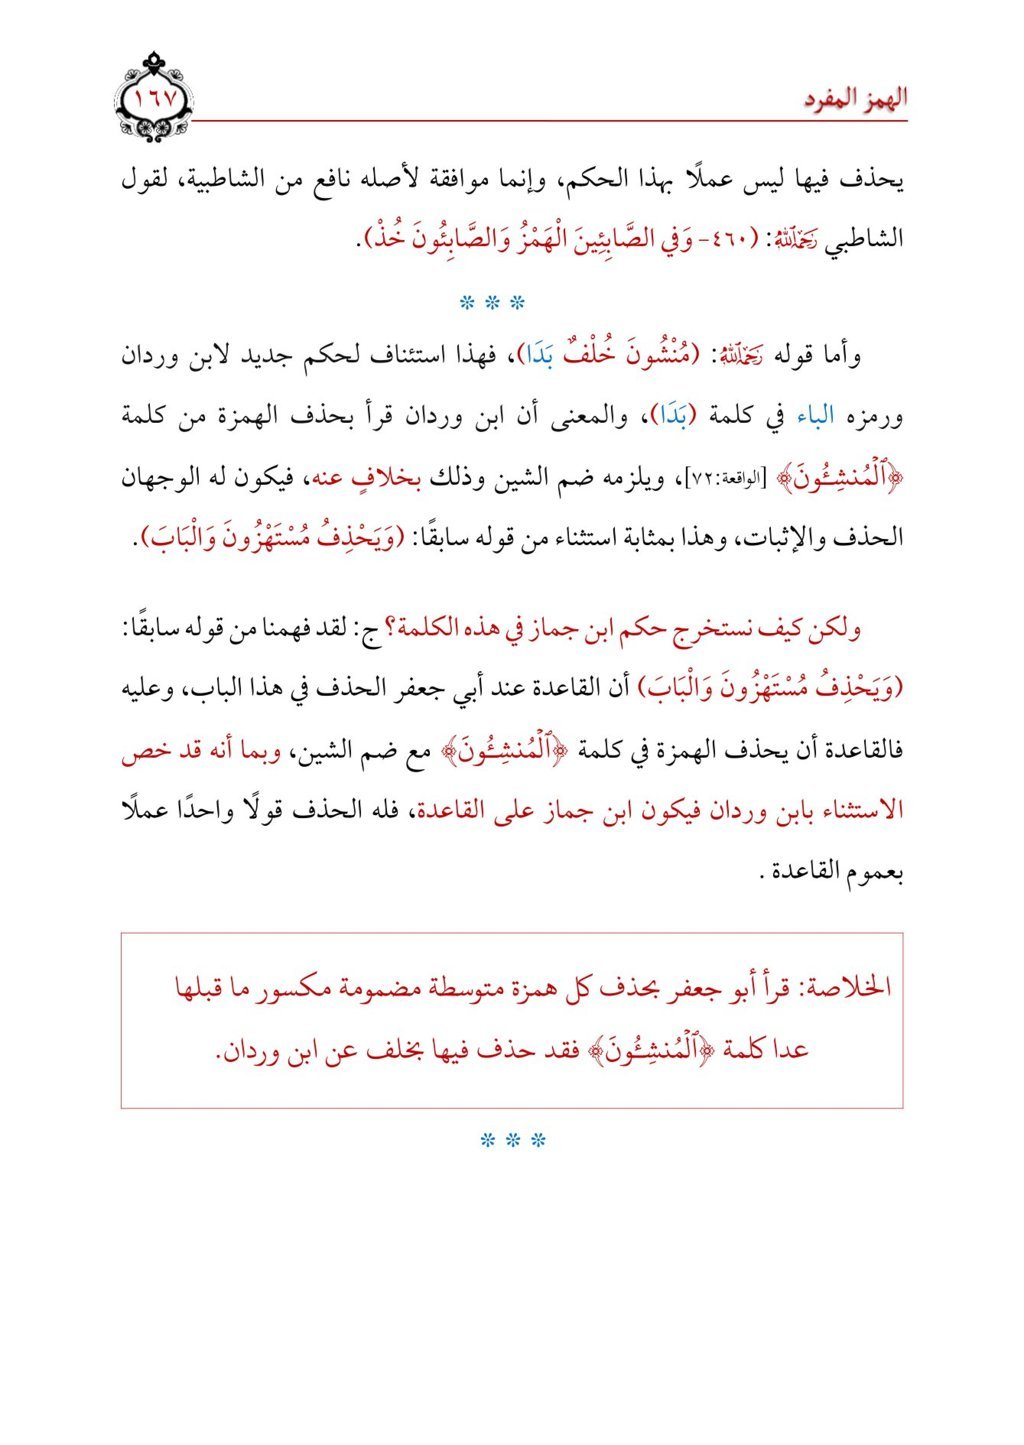 الهمز المفرد
١٦٧
يحذف فيها ليس عملًا بهذا الحكم، وإنما موافقة لأصله نافع من الشاطبية، لقول
الشاطبي رَحِمَهُ اللَّهُ: (٤٦٠- وَفي الصَّابِئِينَ الْهَمْزُ وَالصَّابِئُونَ خُذْ).
* * *
وأما قوله رَحِمَهُ اللَّهُ: (مُنْشُونَ خُلْفٌ بَدَا)، فهذا استئناف لحكم جديد لابن وردان
ورمزه الباء في كلمة (بَدَا)، والمعنى أن ابن وردان قرأ بحذف الهمزة من كلمة
﴿ٱلْمُنشِـُٔونَ﴾ [الواقعة:٧٢]، ويلزمه ضم الشين وذلك بخلافٍ عنه، فيكون له الوجهان
الحذف والإثبات، وهذا بمثابة استثناء من قوله سابقًا: (وَيَحْذِفُ مُسْتَهْزُونَ وَالْبَابَ).
ولكن كيف نستخرج حكم ابن جماز في هذه الكلمة؟ ج: لقد فهمنا من قوله سابقًا:
(وَيَحْذِفُ مُسْتَهْزُونَ وَالْبَابَ) أن القاعدة عند أبي جعفر الحذف في هذا الباب، وعليه
فالقاعدة أن يحذف الهمزة في كلمة ﴿ٱلْمُنشِـُٔونَ﴾ مع ضم الشين، وبما أنه قد خص
الاستثناء بابن وردان فيكون ابن جماز على القاعدة، فله الحذف قولًا واحدًا عملًا
بعموم القاعدة .
الخلاصة: قرأ أبو جعفر بحذف كل همزة متوسطة مضمومة مكسور ما قبلها
عدا كلمة ﴿ٱلْمُنشِـُٔونَ﴾ فقد حذف فيها بخلف عن ابن وردان.
* * *